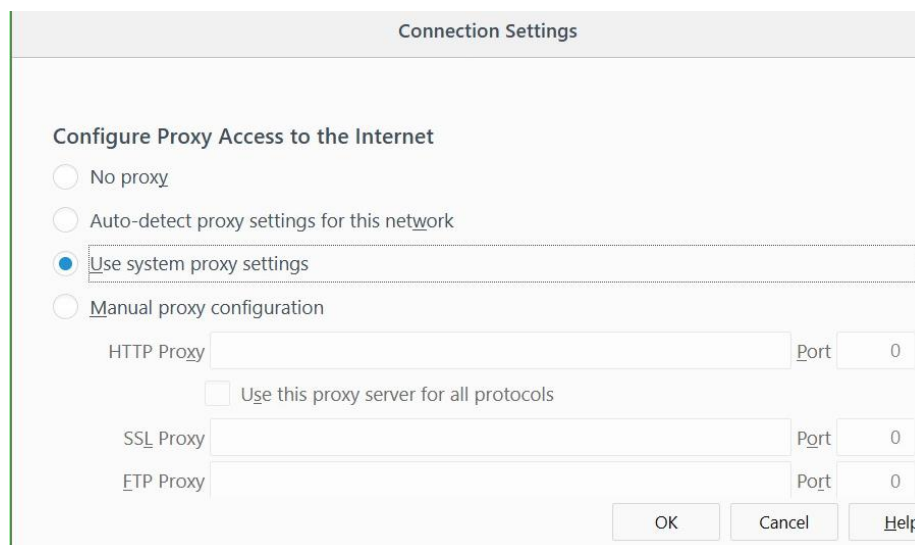 Connection Settings
Configure Proxy Access to the Internet
No proxy
Auto-detect proxy settings for this network
Use system proxy settings
Manual proxy configuration
HTTP Proxy Port 0
Use this proxy server for all protocols
SSL Proxy Port 0
FTP Proxy Port 0
OK Cancel Help